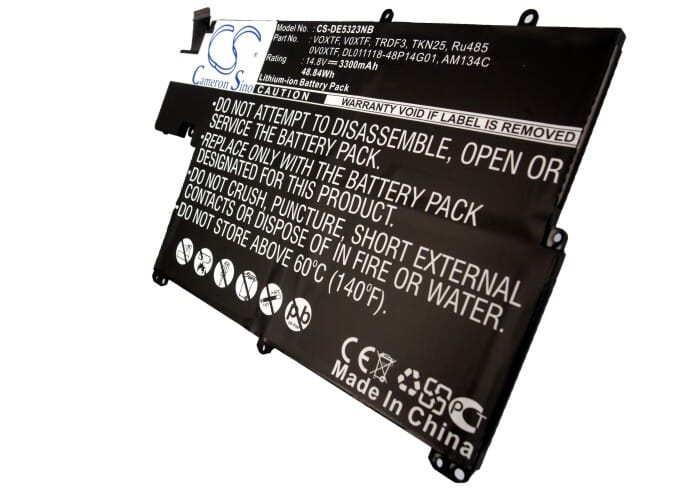 CS
Cameron Sino
Model No.: CS-DE5323NB
P/No.: VOXTF, V0XTF, TRDF3, TKN25, Ru485
0V0XTF, DL011118-48P14G01, AM134C
Rating: 14.8V ⎓ 3300mAh
48.84Wh
Lithium-ion Battery Pack
CAUTION
WARRANTY VOID IF LABEL IS REMOVED
•DO NOT ATTEMPT TO DISASSEMBLE, OPEN OR
SERVICE THE BATTERY PACK.
•REPLACE ONLY WITH THE BATTERY PACK
DESIGNATED FOR THIS PRODUCT.
•DO NOT CRUSH, PUNCTURE, SHORT EXTERNAL
CONTACTS OR DISPOSE OF IN FIRE OR WATER.
•DO NOT STORE ABOVE 60°C (140°F).
Pb
CE
PCT
Made In China